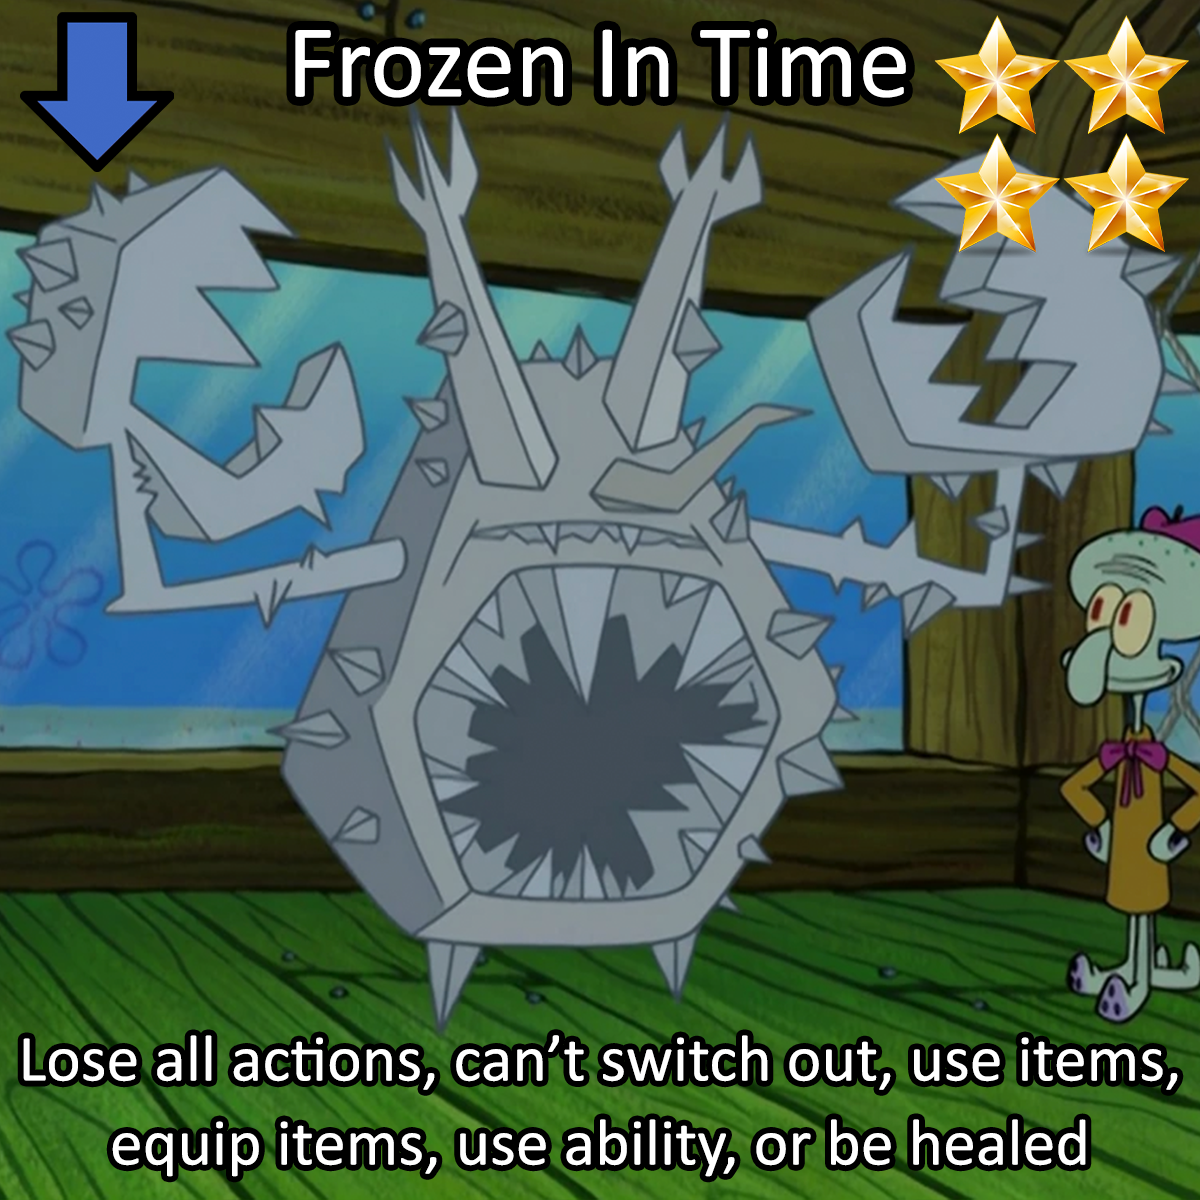 Frozen In Time
Lose all actions, can’t switch out, use items,
equip items, use ability, or be healed